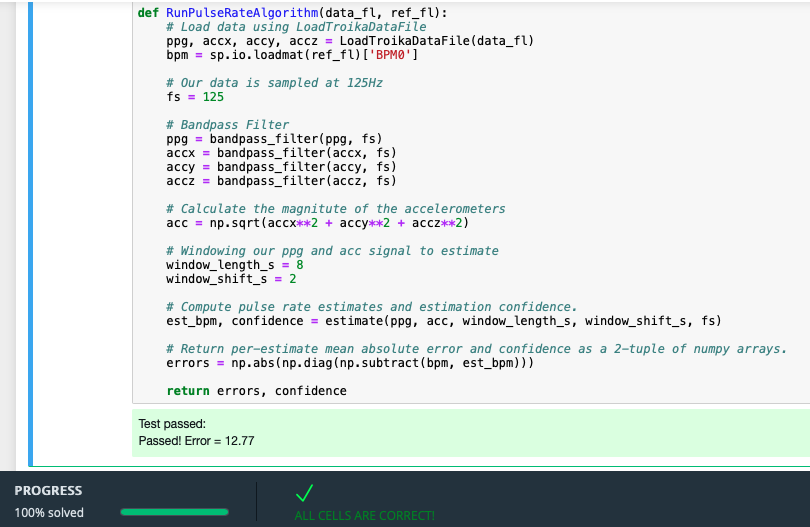 def RunPulseRateAlgorithm(data_fl, ref_fl):
# Load data using LoadTroikaDataFile
ppg, accx, accy, accz = LoadTroikaDataFile(data_fl)
bpm = sp.io.loadmat(ref_fl)['BPM0']
# Our data is sampled at 125Hz
fs = 125
# Bandpass Filter
ppg = bandpass_filter(ppg, fs)
accx = bandpass_filter(accx, fs)
accy = bandpass_filter(accy, fs)
accz = bandpass_filter(accz, fs)
# Calculate the magnitute of the accelerometers
acc = np.sqrt(accx**2 + accy**2 + accz**2)
# Windowing our ppg and acc signal to estimate
window_length_s = 8
window_shift_s = 2
# Compute pulse rate estimates and estimation confidence.
est_bpm, confidence = estimate(ppg, acc, window_length_s, window_shift_s, fs)
# Return per-estimate mean absolute error and confidence as a 2-tuple of numpy arrays.
errors = np.abs(np.diag(np.subtract(bpm, est_bpm)))
return errors, confidence
Test passed:
Passed! Error = 12.77
PROGRESS
100% solved
ALL CELLS ARE CORRECT!